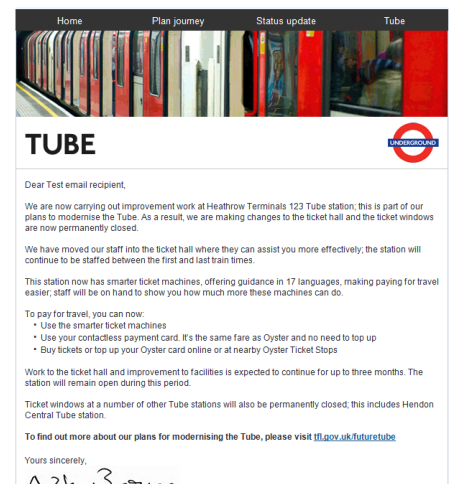 Home Plan journey Status update Tube
TUBE
UNDERGROUND
Dear Test email recipient,
We are now carrying out improvement work at Heathrow Terminals 123 Tube station; this is part of our
plans to modernise the Tube. As a result, we are making changes to the ticket hall and the ticket windows
are now permanently closed.
We have moved our staff into the ticket hall where they can assist you more effectively; the station will
continue to be staffed between the first and last train times.
This station now has smarter ticket machines, offering guidance in 17 languages, making paying for travel
easier; staff will be on hand to show you how much more these machines can do.
To pay for travel, you can now:
• Use the smarter ticket machines
• Use your contactless payment card. It's the same fare as Oyster and no need to top up
• Buy tickets or top up your Oyster card online or at nearby Oyster Ticket Stops
Work to the ticket hall and improvement to facilities is expected to continue for up to three months. The
station will remain open during this period.
Ticket windows at a number of other Tube stations will also be permanently closed; this includes Hendon
Central Tube station.
To find out more about our plans for modernising the Tube, please visit tfl.gov.uk/futuretube
Yours sincerely,